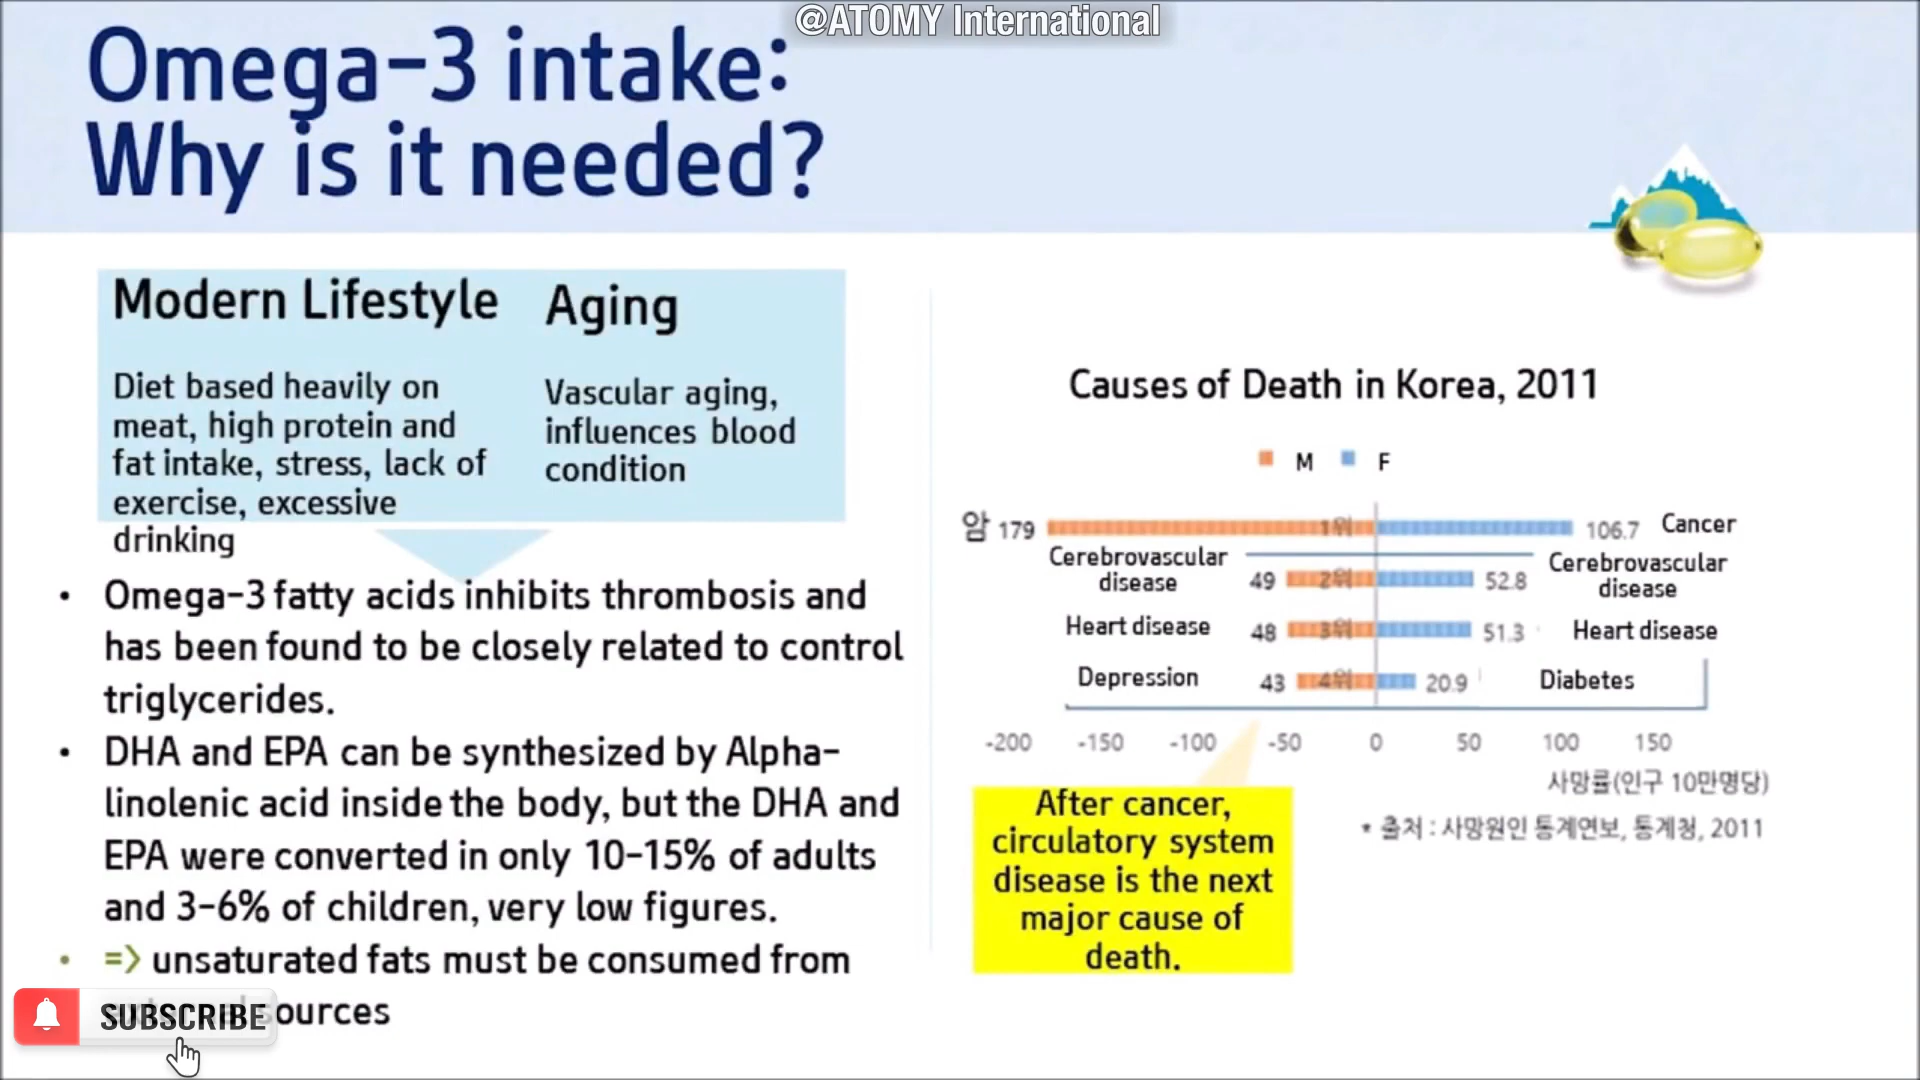 @ATOMY International
Omega-3 intake:
Why is it needed?
Modern Lifestyle
Diet based heavily on
meat, high protein and
fat intake, stress, lack of
exercise, excessive
drinking
Aging
Vascular aging,
influences blood
condition
• Omega-3 fatty acids inhibits thrombosis and
has been found to be closely related to control
triglycerides.
• DHA and EPA can be synthesized by Alpha-
linolenic acid inside the body, but the DHA and
EPA were converted in only 10-15% of adults
and 3-6% of children, very low figures.
• => unsaturated fats must be consumed from
sources
SUBSCRIBE
Causes of Death in Korea, 2011
M F
암 179 1위 106.7 Cancer
Cerebrovascular
disease
49 2위 52.8
Cerebrovascular
disease
Heart disease 48 3위 51.3 Heart disease
Depression 43 4위 20.9 Diabetes
-200 -150 -100 -50 0 50 100 150
사망률(인구 10만명당)
* 출처 : 사망원인 통계연보, 통계청, 2011
After cancer,
circulatory system
disease is the next
major cause of
death.